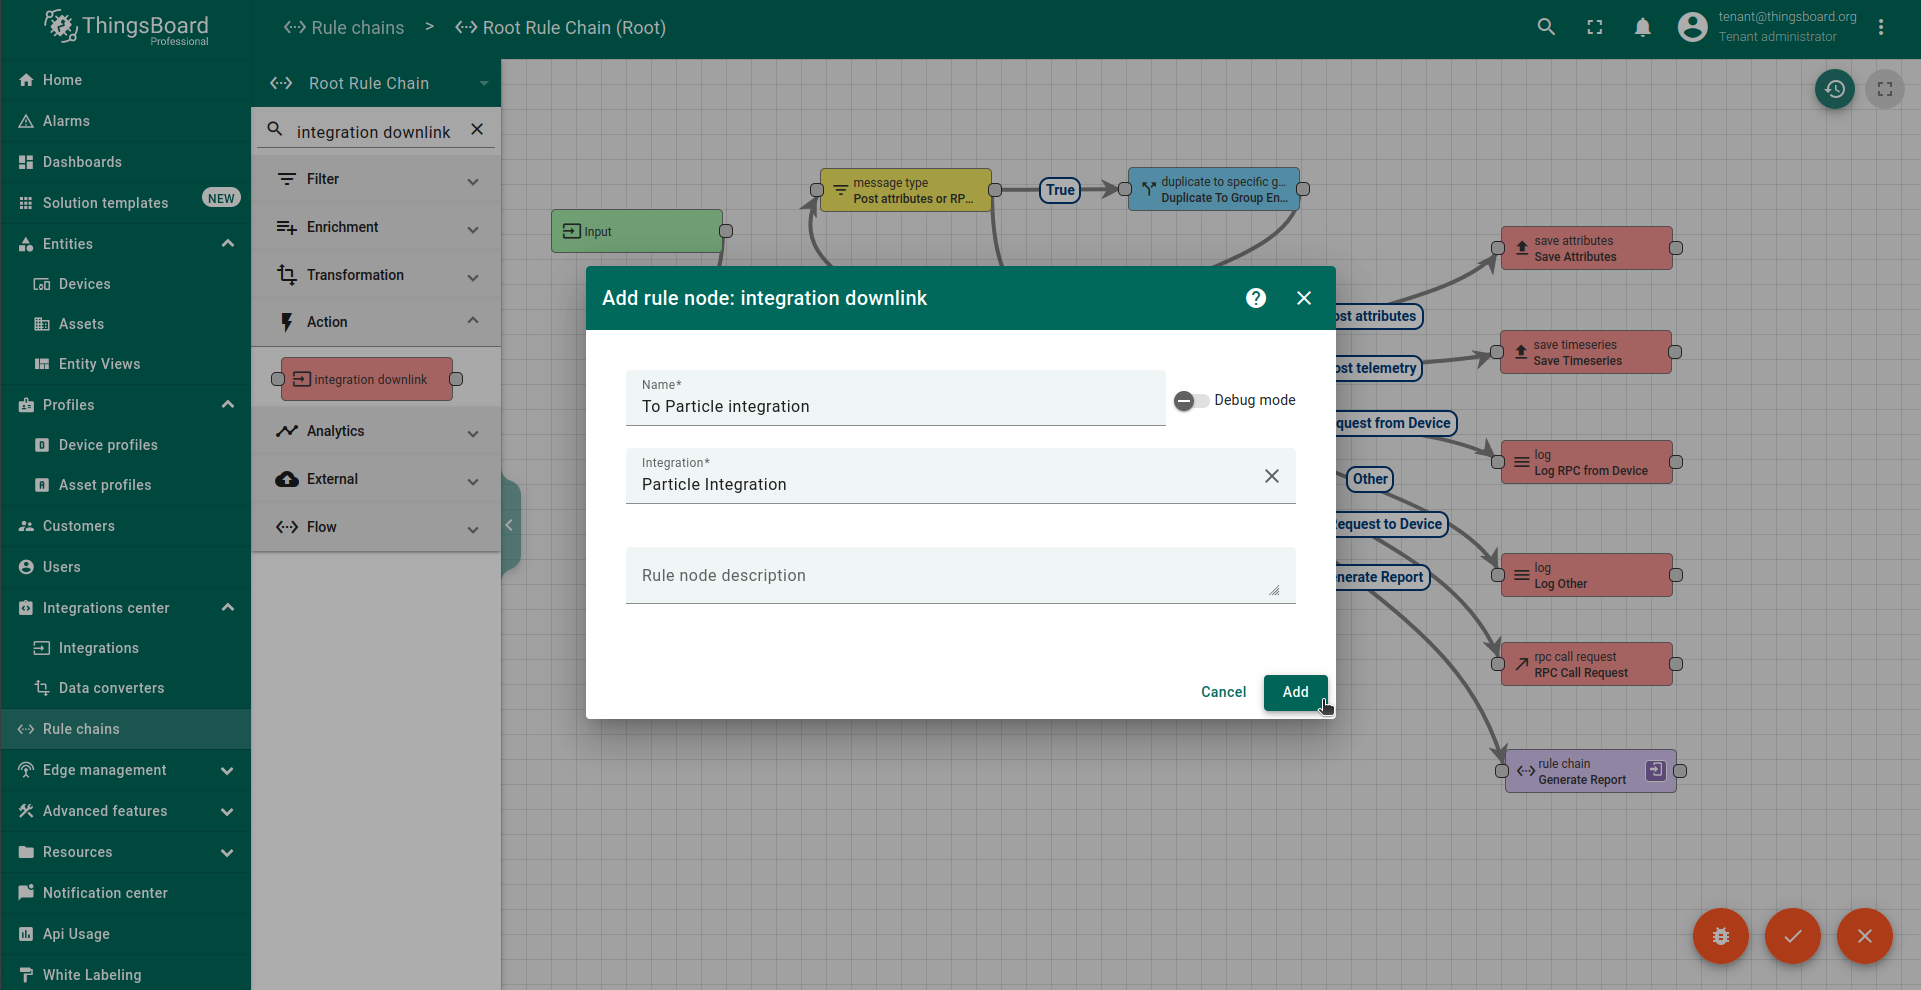 ThingsBoard
Professional
Rule chains > Root Rule Chain (Root)
tenant@thingsboard.org
Tenant administrator
Home
Alarms
Dashboards
Solution templates NEW
Entities
Devices
Assets
Entity Views
Profiles
Device profiles
Asset profiles
Customers
Users
Integrations center
Integrations
Data converters
Rule chains
Edge management
Advanced features
Resources
Notification center
Api Usage
White Labeling
Root Rule Chain
integration downlink
Filter
Enrichment
Transformation
Action
integration downlink
Analytics
External
Flow
Input
message type
Post attributes or RP…
True
duplicate to specific g…
Duplicate To Group En…
Add rule node: integration downlink
Name*
To Particle integration
Debug mode
Integration*
Particle Integration
Rule node description
Cancel
Add
ost attributes
ost telemetry
quest from Device
Other
equest to Device
nerate Report
save attributes
Save Attributes
save timeseries
Save Timeseries
log
Log RPC from Device
log
Log Other
rpc call request
RPC Call Request
rule chain
Generate Report